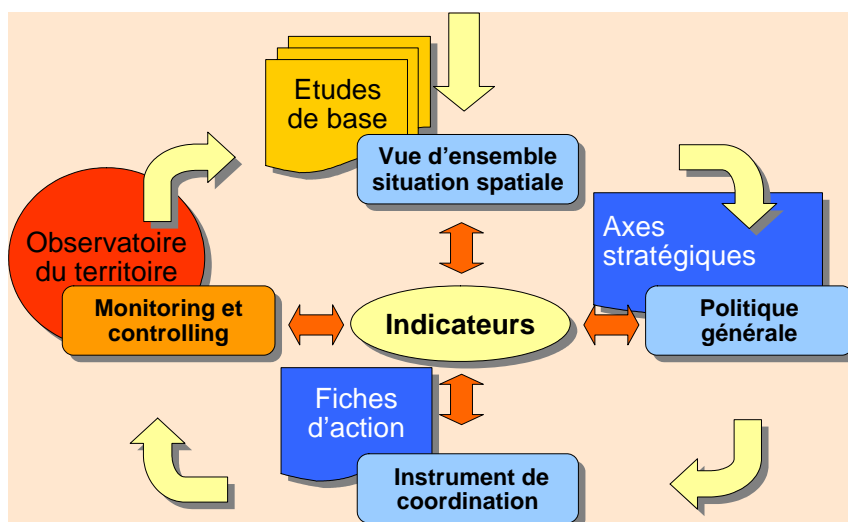 Etudes
de base
Vue d'ensemble
situation spatiale
Axes
stratégiques
Politique
générale
Observatoire
du territoire
Monitoring et
controlling
Indicateurs
Fiches
d'action
Instrument de
coordination